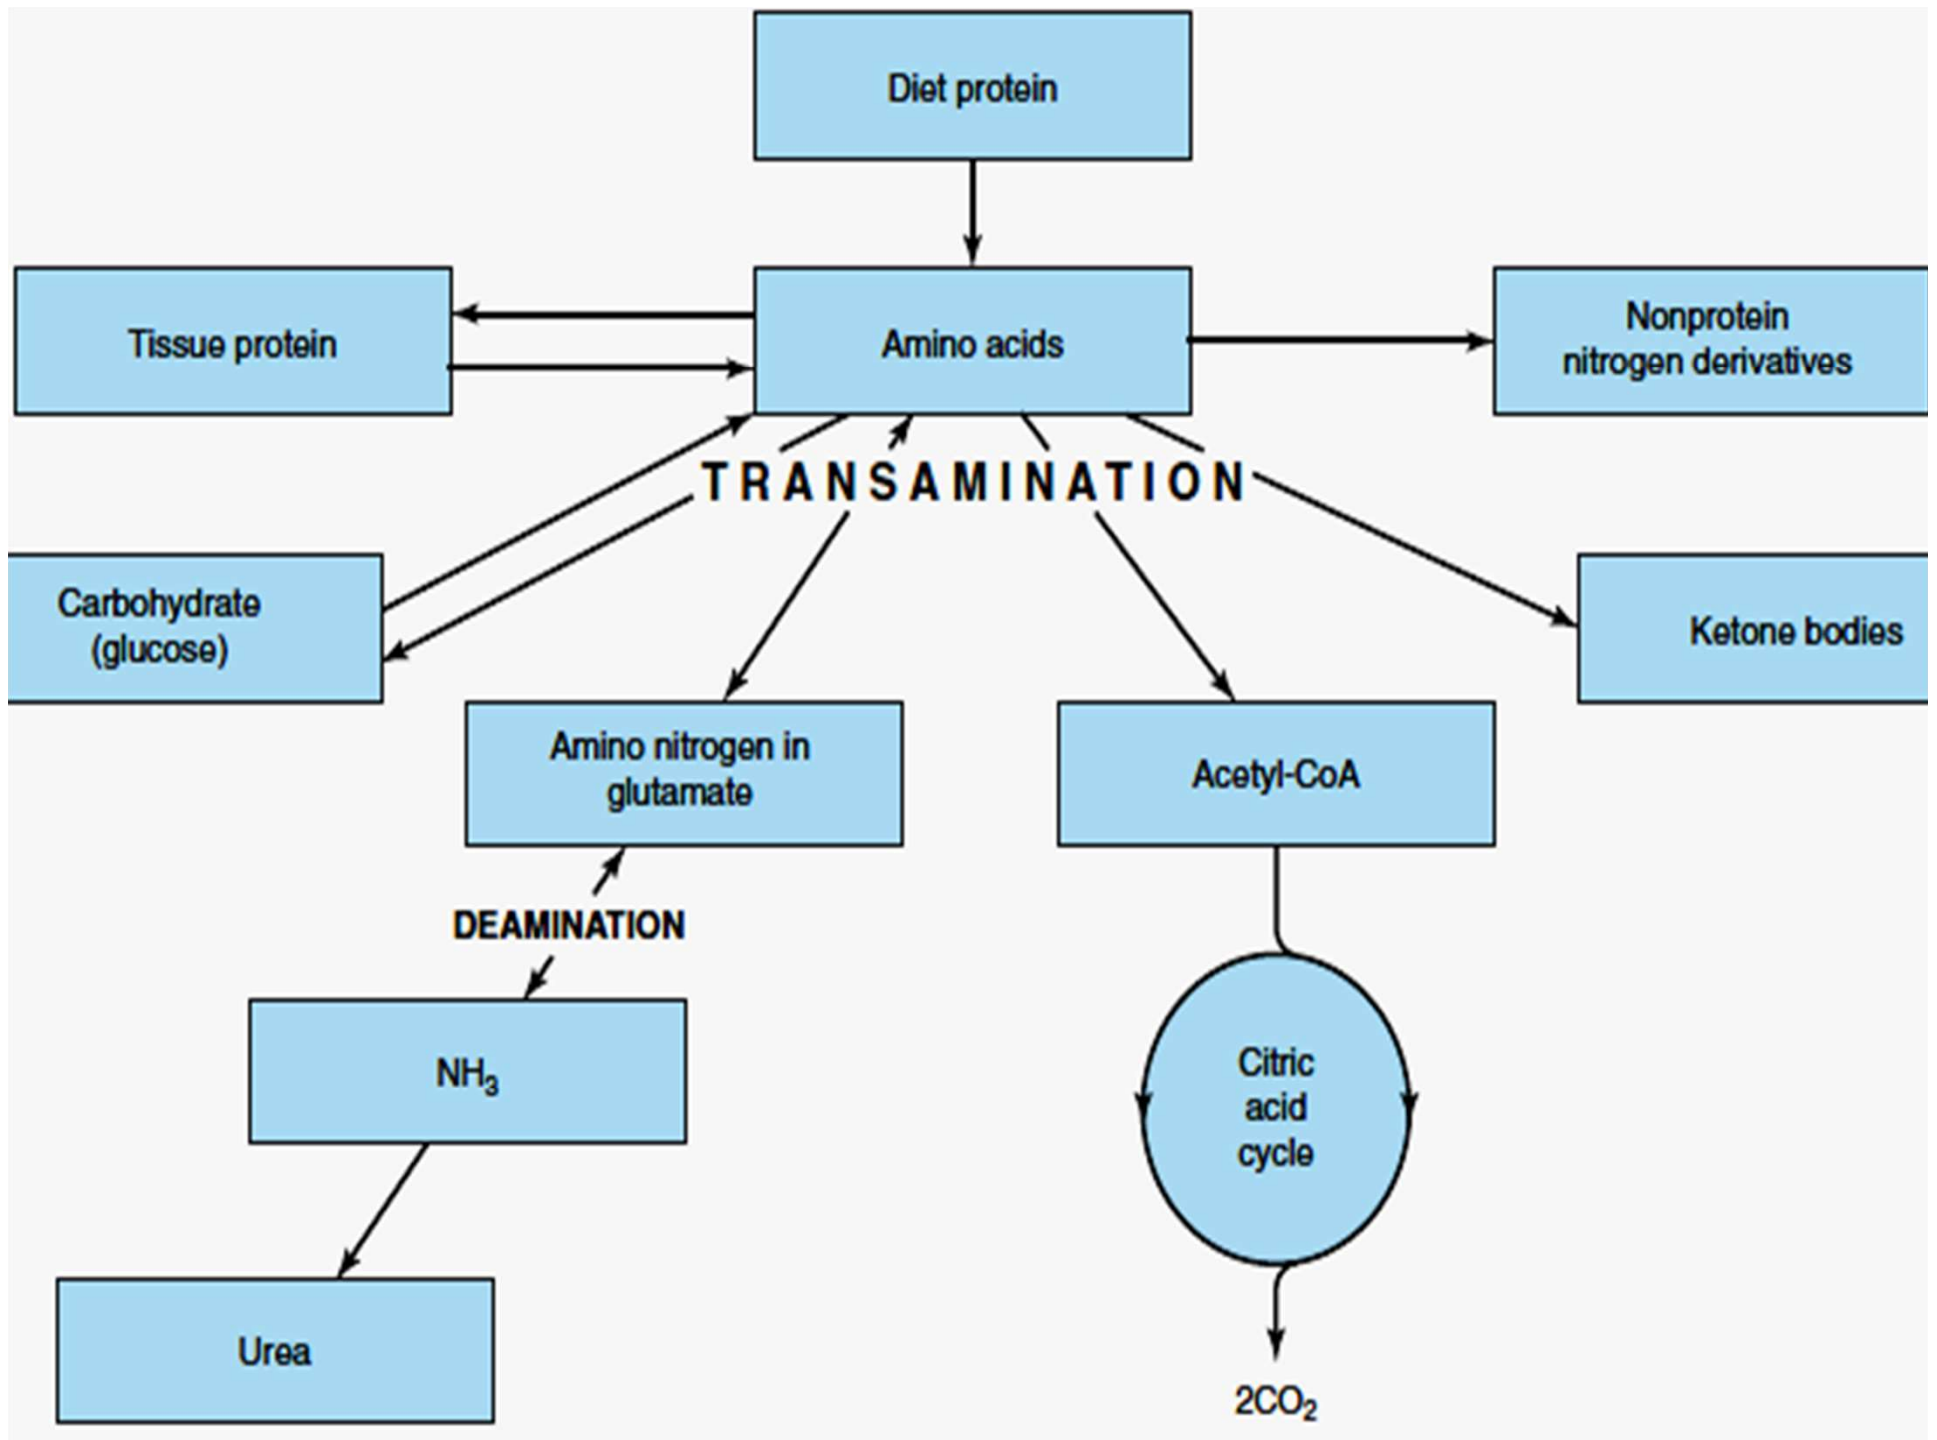 Diet protein
Tissue protein
Amino acids
Nonprotein
nitrogen derivatives
TRANSAMINATION
Carbohydrate
(glucose)
Ketone bodies
Amino nitrogen in
glutamate
Acetyl-CoA
DEAMINATION
NH₃
Citric
acid
cycle
Urea
2CO₂